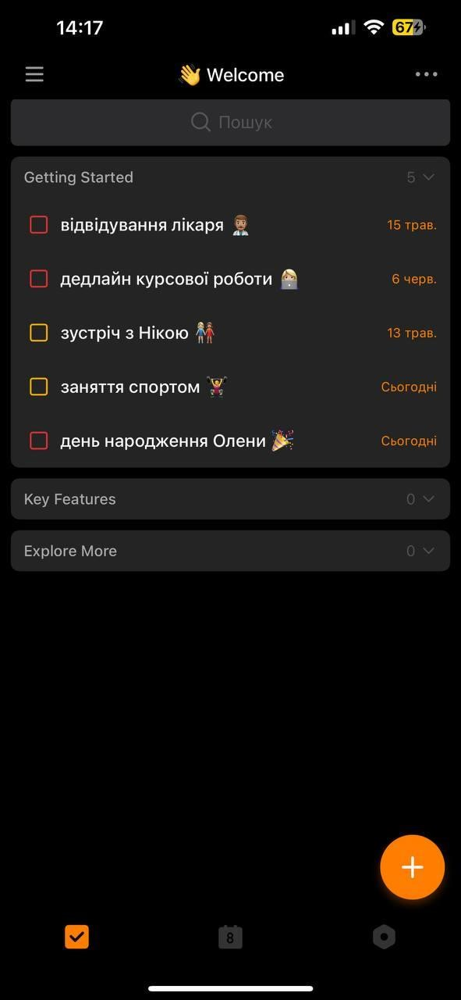 14:17
67
👋 Welcome
Пошук
Getting Started 5
відвідування лікаря 👨🏽‍⚕️ 15 трав.
дедлайн курсової роботи 👩🏼‍💻 6 черв.
зустріч з Нікою 👭 13 трав.
заняття спортом 🏋️‍♀️ Сьогодні
день народження Олени 🎉 Сьогодні
Key Features 0
Explore More 0
8